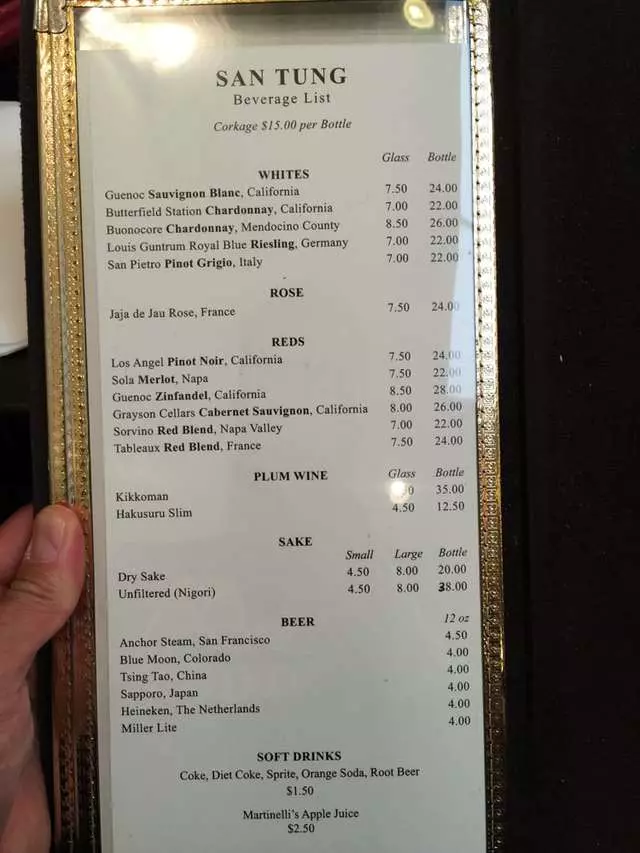 SAN TUNG
Beverage List
Corkage $15.00 per Bottle
Glass Bottle
WHITES
Guenoc Sauvignon Blanc, California 7.50 24.00
Butterfield Station Chardonnay, California 7.00 22.00
Buonocore Chardonnay, Mendocino County 8.50 26.00
Louis Guntrum Royal Blue Riesling, Germany 7.00 22.00
San Pietro Pinot Grigio, Italy 7.00 22.00
ROSE
Jaja de Jau Rose, France 7.50 24.00
REDS
Los Angel Pinot Noir, California 7.50 24.00
Sola Merlot, Napa 7.50 22.00
Guenoc Zinfandel, California 8.50 28.00
Grayson Cellars Cabernet Sauvignon, California 8.00 26.00
Sorvino Red Blend, Napa Valley 7.00 22.00
Tableaux Red Blend, France 7.50 24.00
PLUM WINE Glass Bottle
Kikkoman 35.00
Hakusuru Slim 4.50 12.50
SAKE
Small Large Bottle
Dry Sake 4.50 8.00 20.00
Unfiltered (Nigori) 4.50 8.00 38.00
BEER 12 oz
Anchor Steam, San Francisco 4.50
Blue Moon, Colorado 4.00
Tsing Tao, China 4.00
Sapporo, Japan 4.00
Heineken, The Netherlands 4.00
Miller Lite 4.00
SOFT DRINKS
Coke, Diet Coke, Sprite, Orange Soda, Root Beer
$1.50
Martinelli's Apple Juice
$2.50